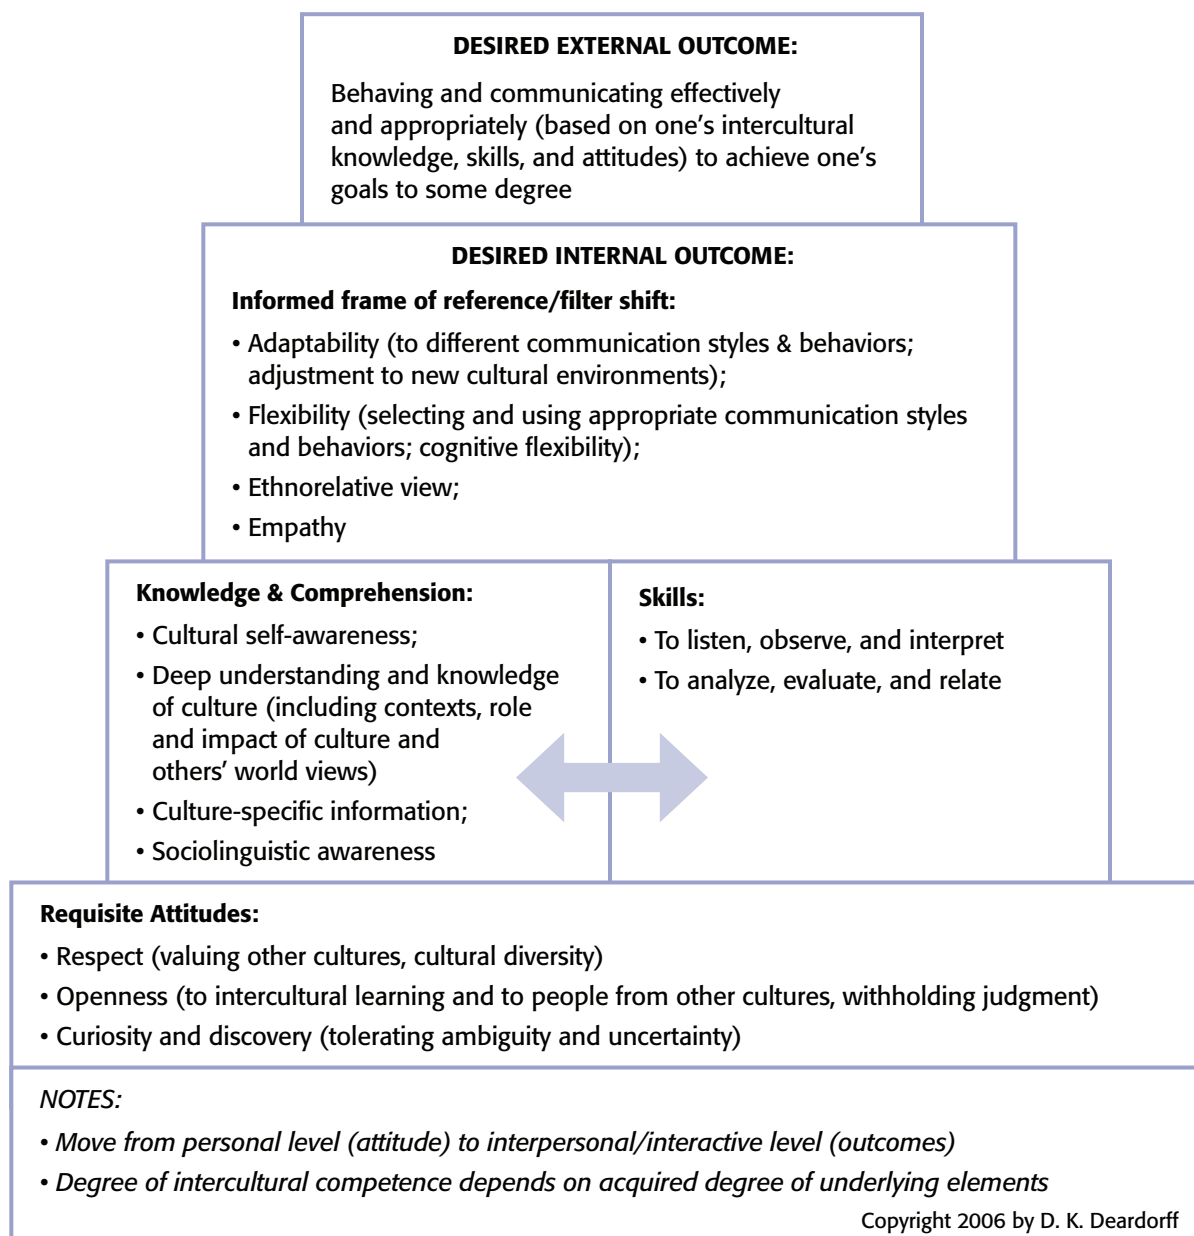 DESIRED EXTERNAL OUTCOME:
Behaving and communicating effectively
and appropriately (based on one’s intercultural
knowledge, skills, and attitudes) to achieve one’s
goals to some degree
DESIRED INTERNAL OUTCOME:
Informed frame of reference/filter shift:
• Adaptability (to different communication styles & behaviors;
adjustment to new cultural environments);
• Flexibility (selecting and using appropriate communication styles
and behaviors; cognitive flexibility);
• Ethnorelative view;
• Empathy
Knowledge & Comprehension:
• Cultural self-awareness;
• Deep understanding and knowledge
of culture (including contexts, role
and impact of culture and
others’ world views)
• Culture-specific information;
• Sociolinguistic awareness
Skills:
• To listen, observe, and interpret
• To analyze, evaluate, and relate
Requisite Attitudes:
• Respect (valuing other cultures, cultural diversity)
• Openness (to intercultural learning and to people from other cultures, withholding judgment)
• Curiosity and discovery (tolerating ambiguity and uncertainty)
NOTES:
• Move from personal level (attitude) to interpersonal/interactive level (outcomes)
• Degree of intercultural competence depends on acquired degree of underlying elements
Copyright 2006 by D. K. Deardorff